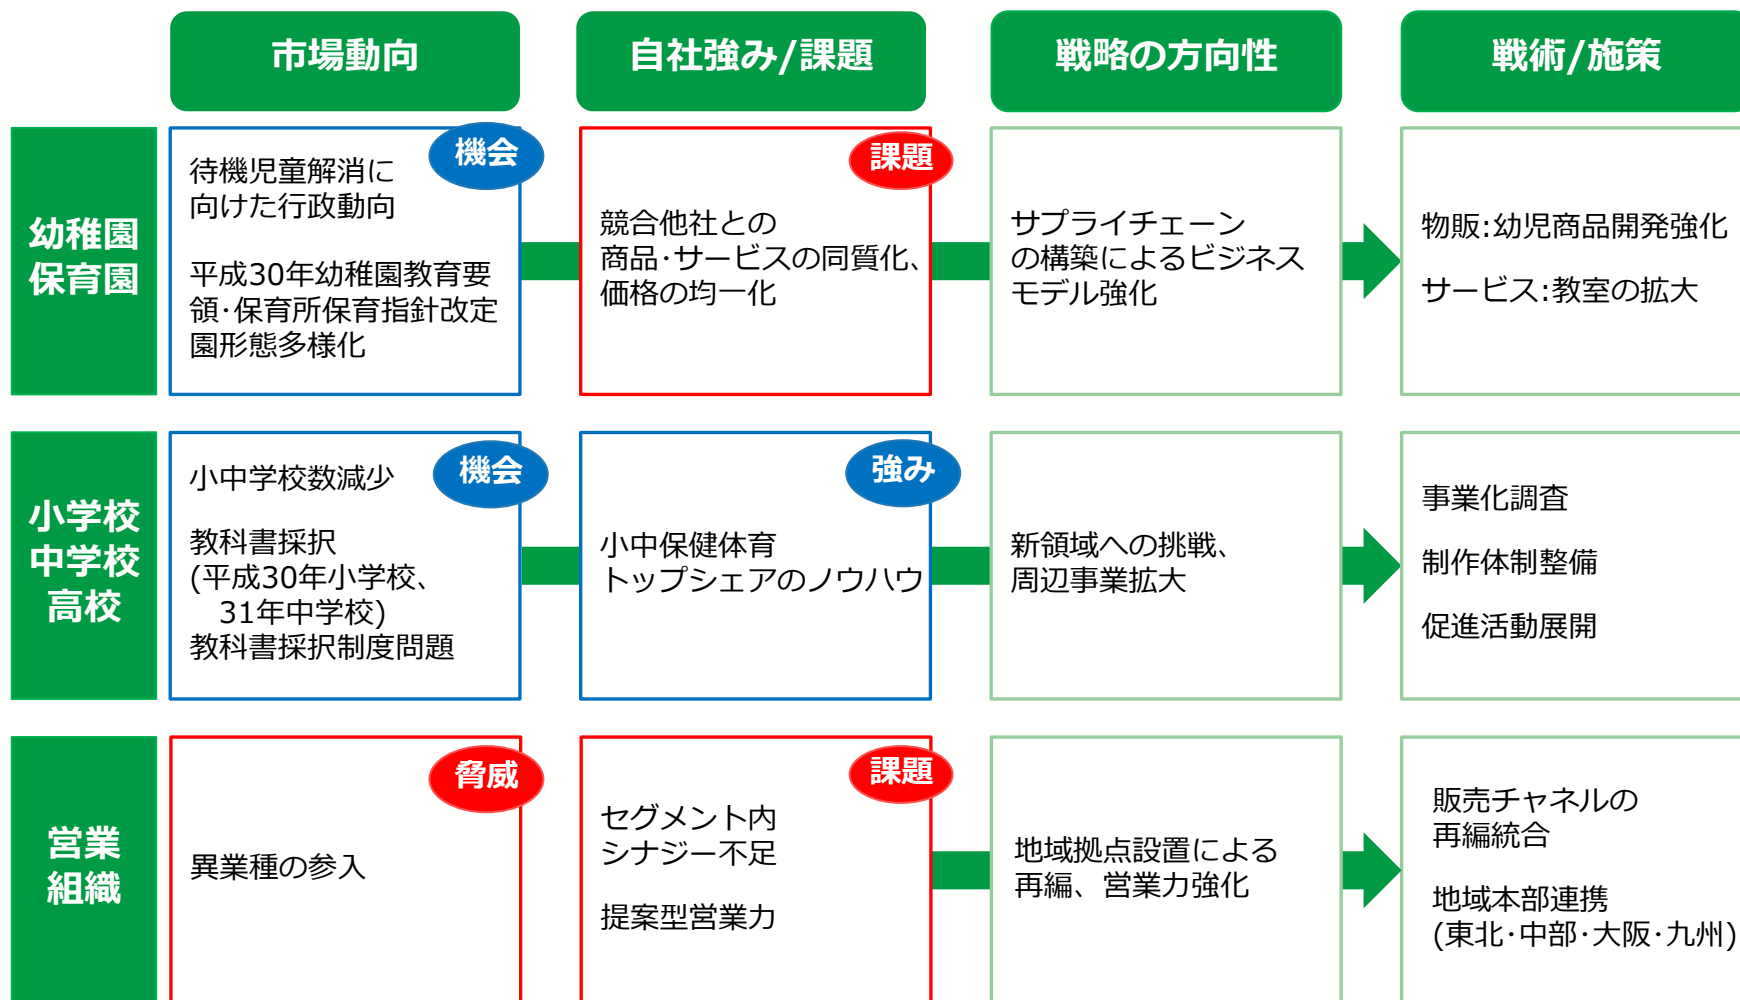 市場動向
自社強み/課題
戦略の方向性
戦術/施策
幼稚園
保育園
機会
待機児童解消に
向けた行政動向
平成30年幼稚園教育要
領・保育所保育指針改定
園形態多様化
課題
競合他社との
商品・サービスの同質化、
価格の均一化
サプライチェーン
の構築によるビジネス
モデル強化
物販:幼児商品開発強化
サービス:教室の拡大
小学校
中学校
高校
機会
小中学校数減少
教科書採択
(平成30年小学校、
31年中学校)
教科書採択制度問題
強み
小中保健体育
トップシェアのノウハウ
新領域への挑戦、
周辺事業拡大
事業化調査
制作体制整備
促進活動展開
営業
組織
脅威
異業種の参入
課題
セグメント内
シナジー不足
提案型営業力
地域拠点設置による
再編、営業力強化
販売チャネルの
再編統合
地域本部連携
(東北・中部・大阪・九州)